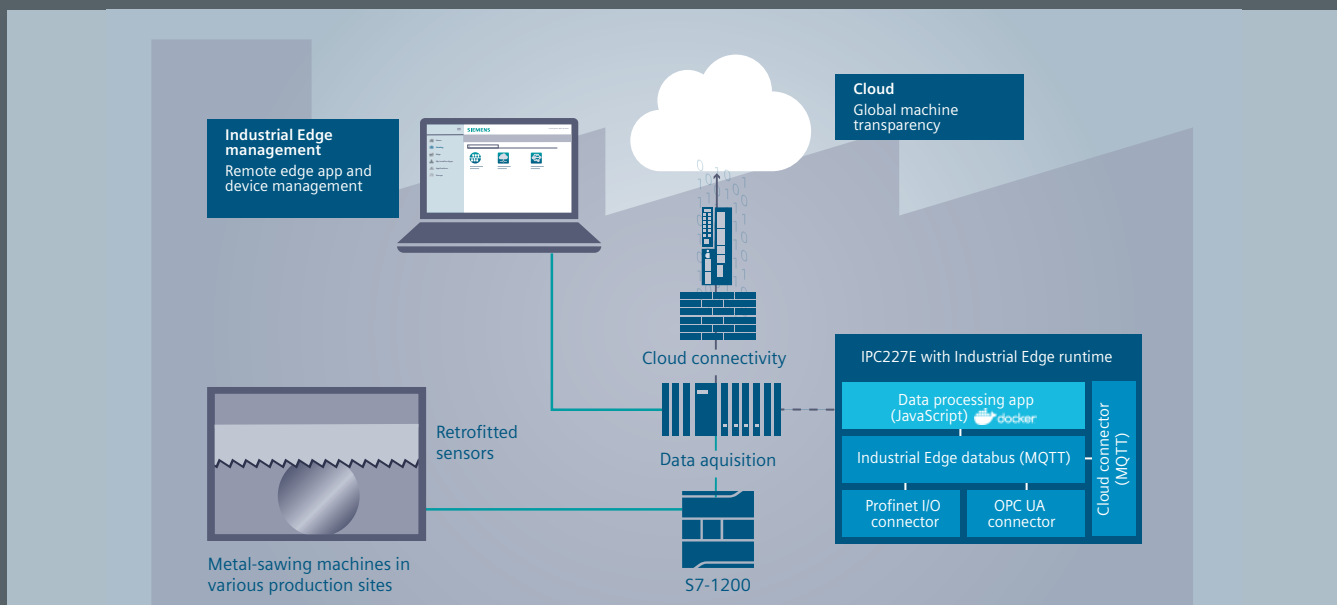 Industrial Edge
management
Remote edge app and
device management
SIEMENS
Cloud
Global machine
transparency
Cloud connectivity
IPC227E with Industrial Edge runtime
Data processing app
(JavaScript) docker
Industrial Edge databus (MQTT)
Profinet I/O
connector
OPC UA
connector
Cloud connector
(MQTT)
Retrofitted
sensors
Data aquisition
Metal-sawing machines in
various production sites
S7-1200